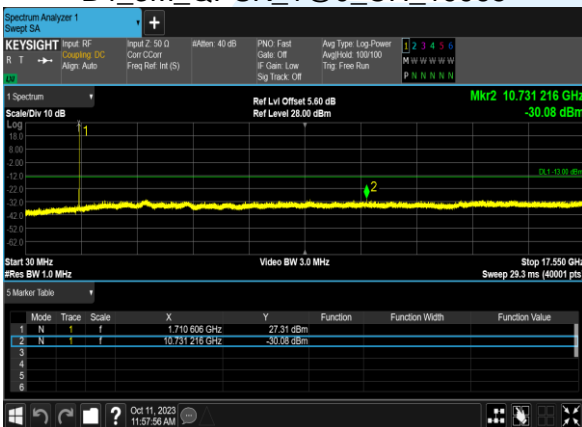 Spectrum Analyzer 1
Swept SA
+
KEYSIGHT
R T
LV
Input: RF
Coupling: DC
Align: Auto
Input Z: 50 Ω
Corr CCorr
Freq Ref: Int (S)
#Atten: 40 dB
PNO: Fast
Gate: Off
IF Gain: Low
Sig Track: Off
Avg Type: Log-Power
Avg|Hold: 100/100
Trig: Free Run
1 2 3 4 5 6
M W W W W W
P N N N N N
1 Spectrum
Scale/Div 10 dB
Ref Lvl Offset 5.60 dB
Ref Level 28.00 dBm
Mkr2 10.731 216 GHz
-30.08 dBm
Log
18.0
8.00
-2.00
-12.0
-22.0
-32.0
-42.0
-52.0
-62.0
1
2
DL1 -13.00 dBm
Start 30 MHz
#Res BW 1.0 MHz
Video BW 3.0 MHz
Stop 17.550 GHz
Sweep 29.3 ms (40001 pts)
5 Marker Table
Mode Trace Scale X Y Function Function Width Function Value
1 N 1 f 1.710 606 GHz 27.31 dBm
2 N 1 f 10.731 216 GHz -30.08 dBm
3
4
5
6
?
Oct 11, 2023
11:57:56 AM